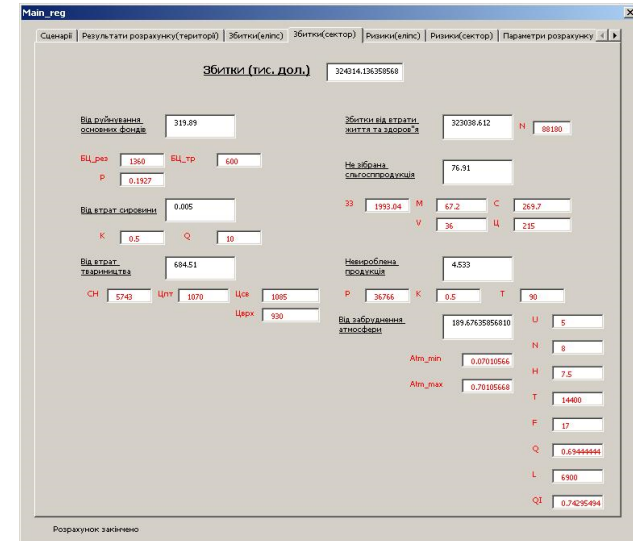 Main_reg
Сценарії Результати розрахунку(території) Збитки(еліпс) Збитки(сектор) Ризики(еліпс) Ризики(сектор) Параметри розрахунку
Збитки (тис. дол.) 324314.136358568
Від руйнування основних фондів 319.89
БЦ_рез 1360 БЦ_тр 600
Р 0.1927
Від втрат сировини 0.005
К 0.5 Q 10
Від втрат тваринництва 684.51
СН 5743 Цпт 1070 Цсв 1085
Цврх 930
Збитки від втрати життя та здоров"я 323038.612 N 88180
Не зібрана сльгосппродукція 76.91
ЗЗ 1993.04 М 67.2 С 269.7
V 36 Ц 215
Невироблена продукція 4.533
Р 36766 К 0.5 Т 90
Від забруднення атмосфери 189.67635856810
Atm_min 0.07010566
Atm_max 0.70105668
U 5
N 8
H 7.5
T 14400
F 17
Q 0.69444444
L 6900
QI 0.74295494
Розрахунок закінчено